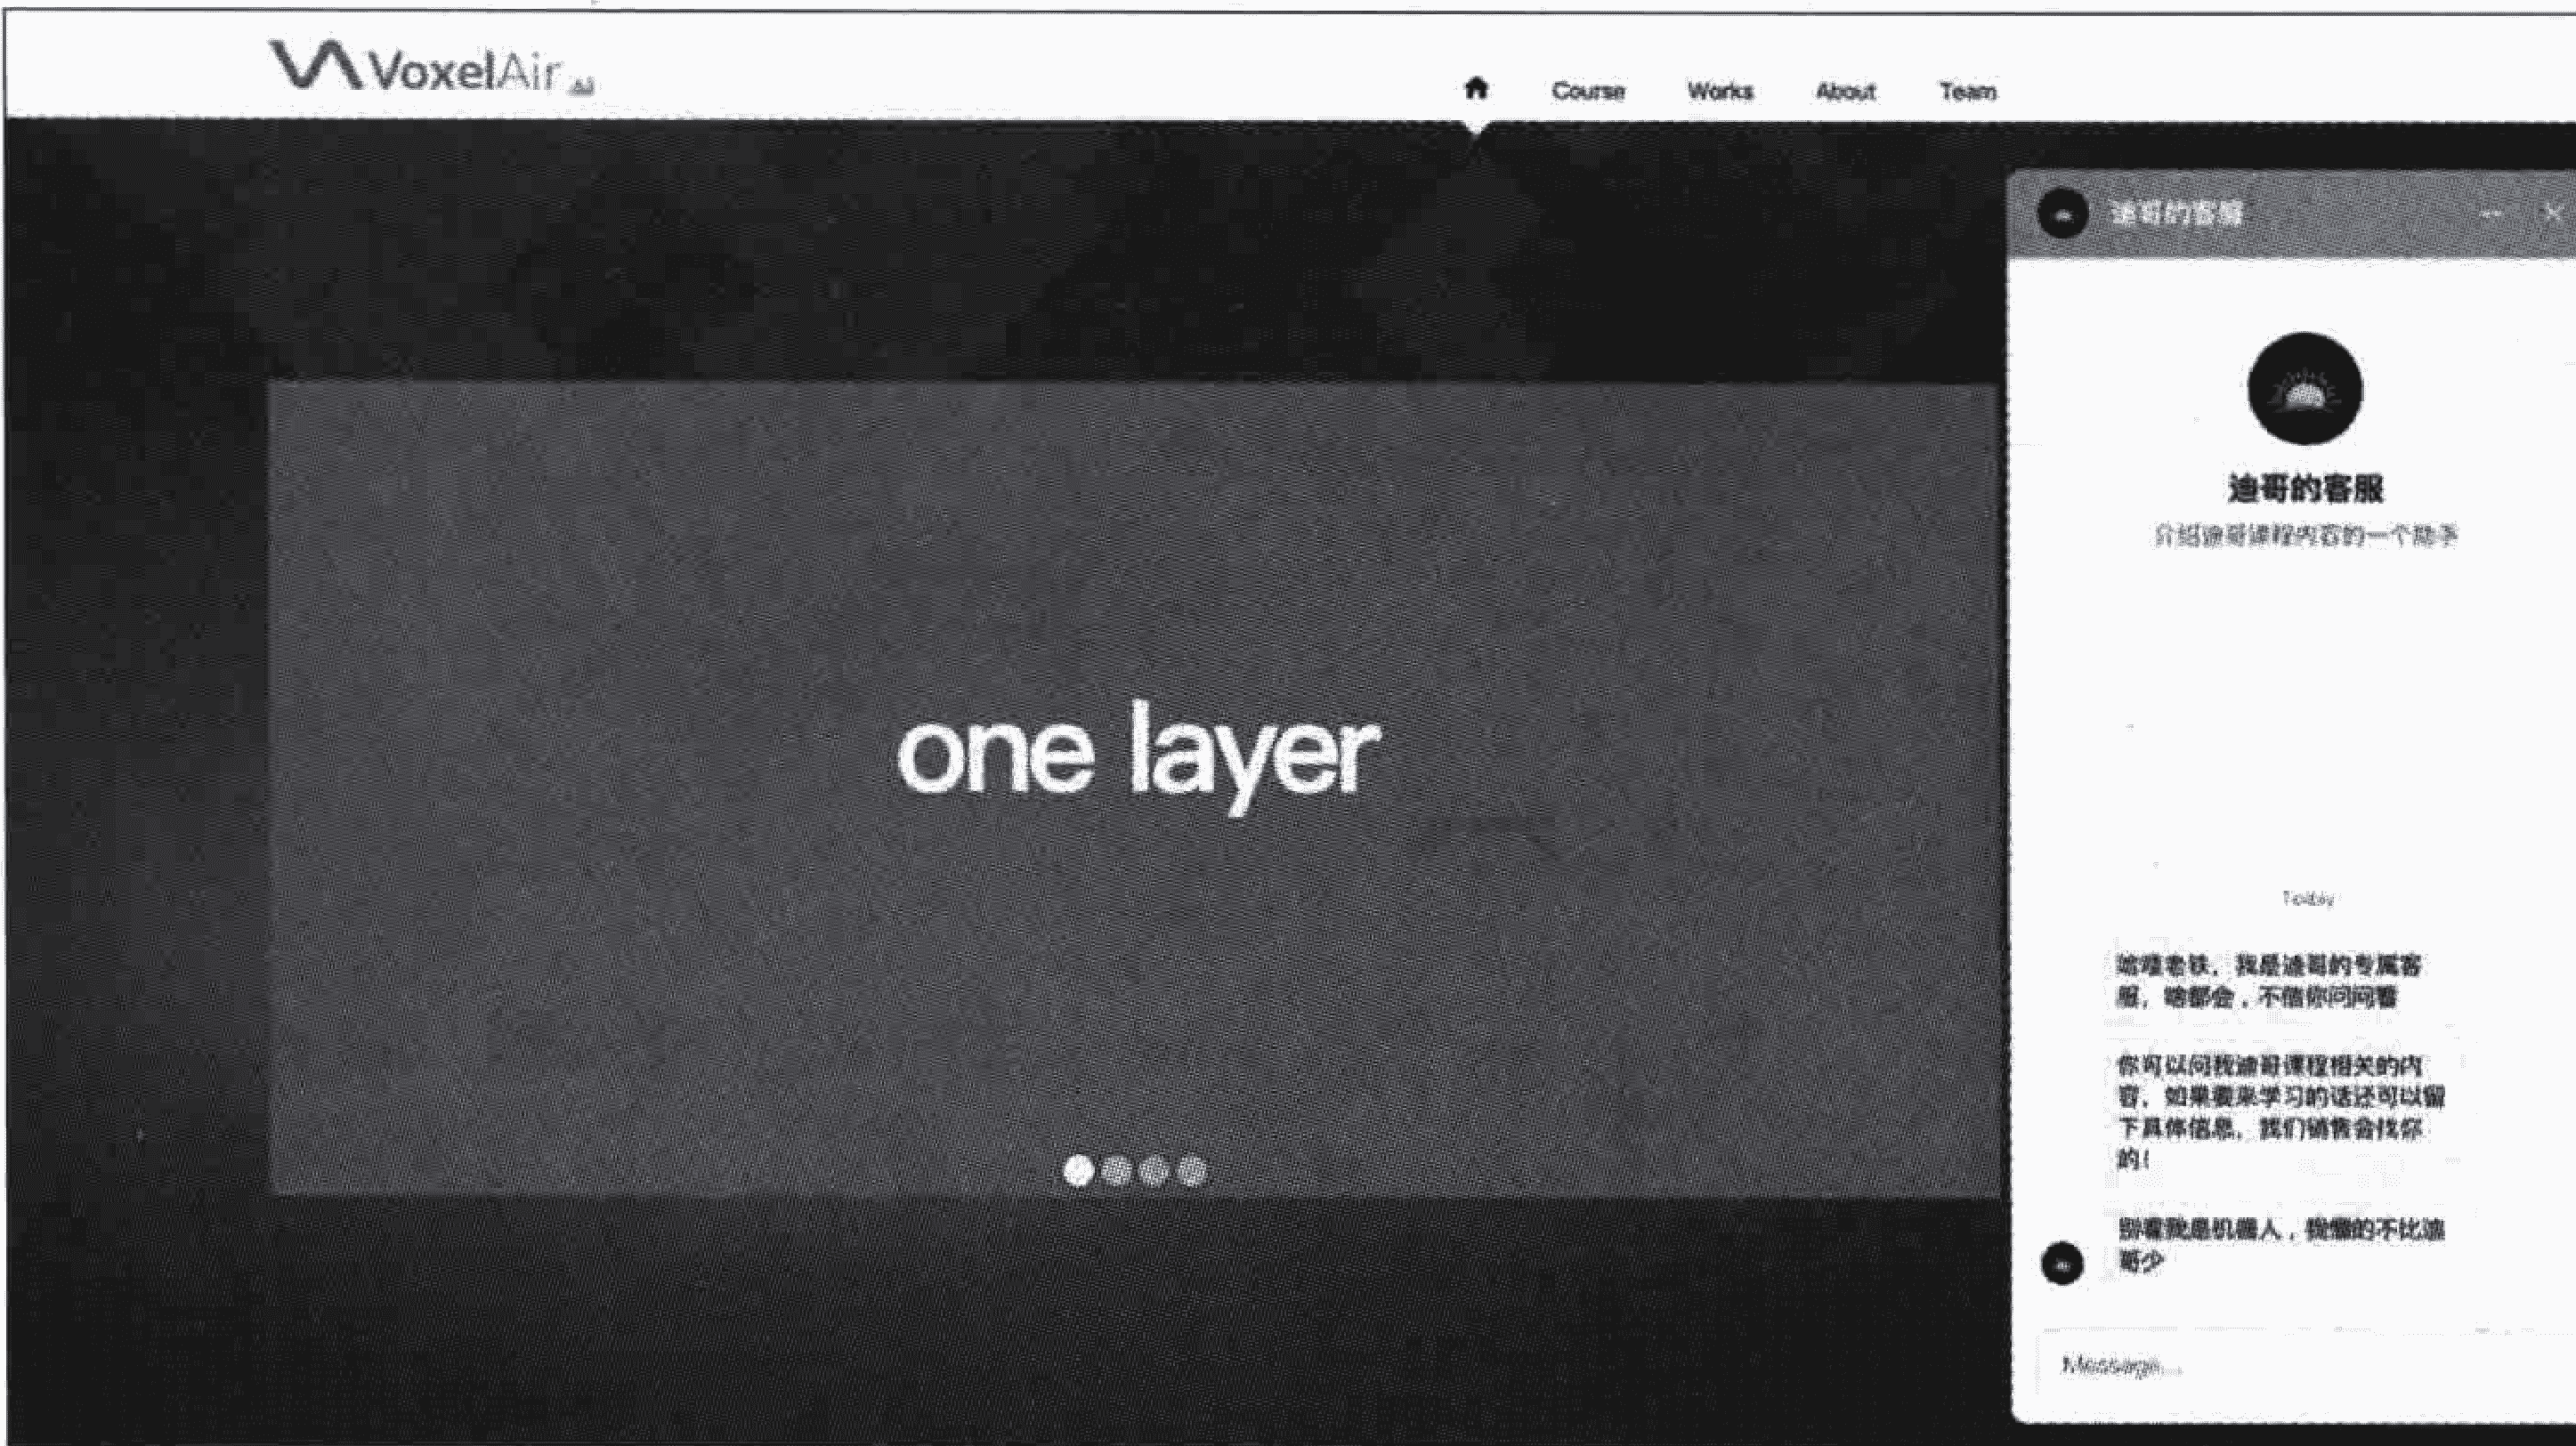 VoxelAir
Course Works About Team
迪哥的客服
one layer
迪哥的客服
介绍迪哥课程内容的一个助手
Today
哈喽老铁，我是迪哥的专属客
服，啥都会，不信你问问看
你可以问我迪哥课程相关的内
容，如果要来学习的话还可以留
下具体信息，我们销售会找你
的！
别看我是机器人，我懂的不比迪
哥少
Message...